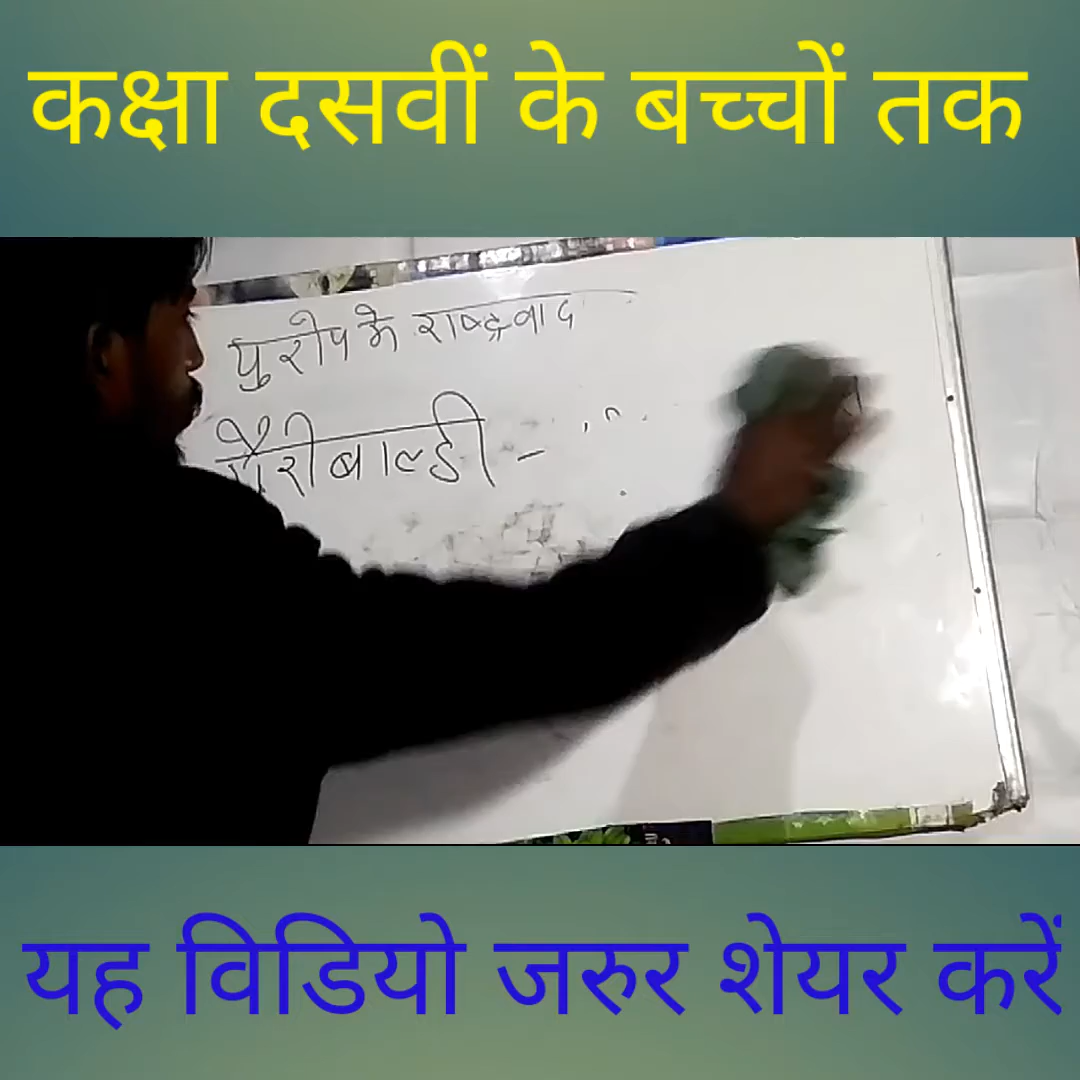 कक्षा दसवीं के बच्चों तक
युरोप के राष्ट्रवाद
गैरीबाल्डी -
यह विडियो जरुर शेयर करें